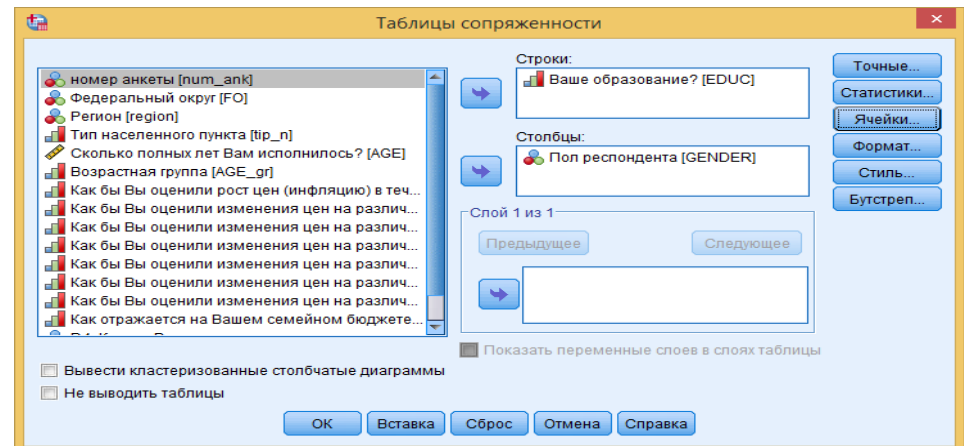 Таблицы сопряженности
номер анкеты [num_ank]
Федеральный округ [FO]
Регион [region]
Тип населенного пункта [tip_n]
Сколько полных лет Вам исполнилось? [AGE]
Возрастная группа [AGE_gr]
Как бы Вы оценили рост цен (инфляцию) в теч...
Как бы Вы оценили изменения цен на различ...
Как бы Вы оценили изменения цен на различ...
Как бы Вы оценили изменения цен на различ...
Как бы Вы оценили изменения цен на различ...
Как бы Вы оценили изменения цен на различ...
Как бы Вы оценили изменения цен на различ...
Как отражается на Вашем семейном бюджете...
Строки:
Ваше образование? [EDUC]
Столбцы:
Пол респондента [GENDER]
Слой 1 из 1
Предыдущее
Следующее
Показать переменные слоев в слоях таблицы
Точные...
Статистики...
Ячейки...
Формат...
Стиль...
Бутстреп...
Вывести кластеризованные столбчатые диаграммы
Не выводить таблицы
ОК
Вставка
Сброс
Отмена
Справка